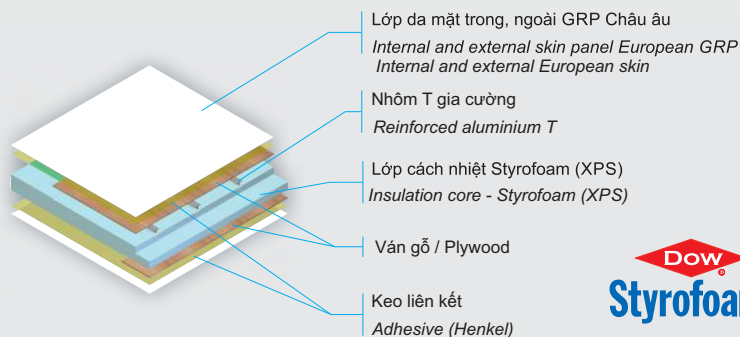 Lớp da mặt trong, ngoài GRP Châu âu
Internal and external skin panel European GRP
Internal and external European skin
Nhôm T gia cường
Reinforced aluminium T
Lớp cách nhiệt Styrofoam (XPS)
Insulation core - Styrofoam (XPS)
Ván gỗ / Plywood
Keo liên kết
Adhesive (Henkel)
DOW
Styrofoa